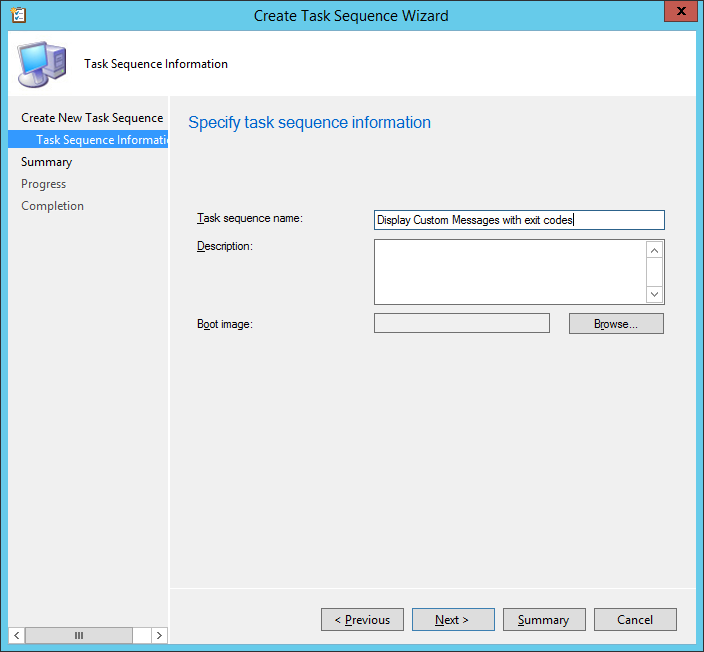 Create Task Sequence Wizard
Task Sequence Information
Create New Task Sequence
Task Sequence Informati
Summary
Progress
Completion
Specify task sequence information
Task sequence name:
Display Custom Messages with exit codes
Description:
Boot image:
Browse...
< Previous
Next >
Summary
Cancel